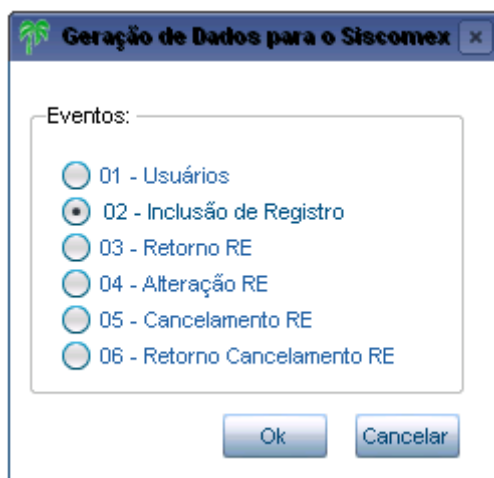 Geração de Dados para o Siscomex
Eventos:
01 - Usuários
02 - Inclusão de Registro
03 - Retorno RE
04 - Alteração RE
05 - Cancelamento RE
06 - Retorno Cancelamento RE
Ok Cancelar